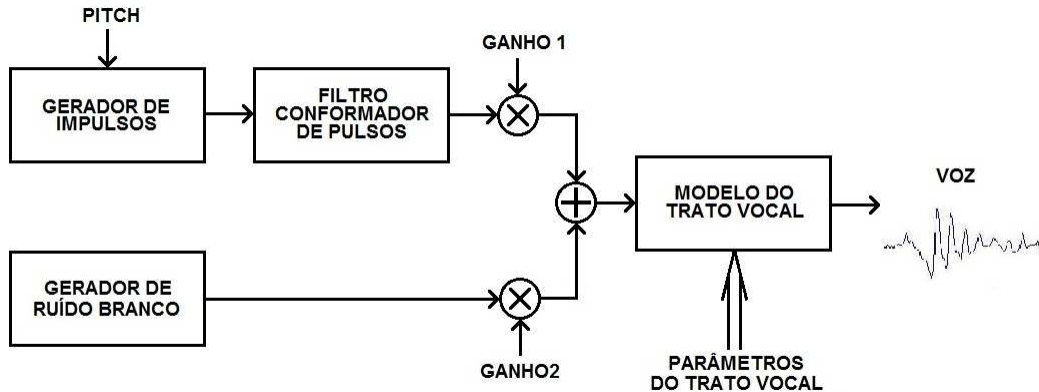 PITCH
GERADOR DE
IMPULSOS
FILTRO
CONFORMADOR
DE PULSOS
GANHO 1
MODELO DO
TRATO VOCAL
VOZ
GERADOR DE
RUÍDO BRANCO
GANHO2
PARÂMETROS
DO TRATO VOCAL